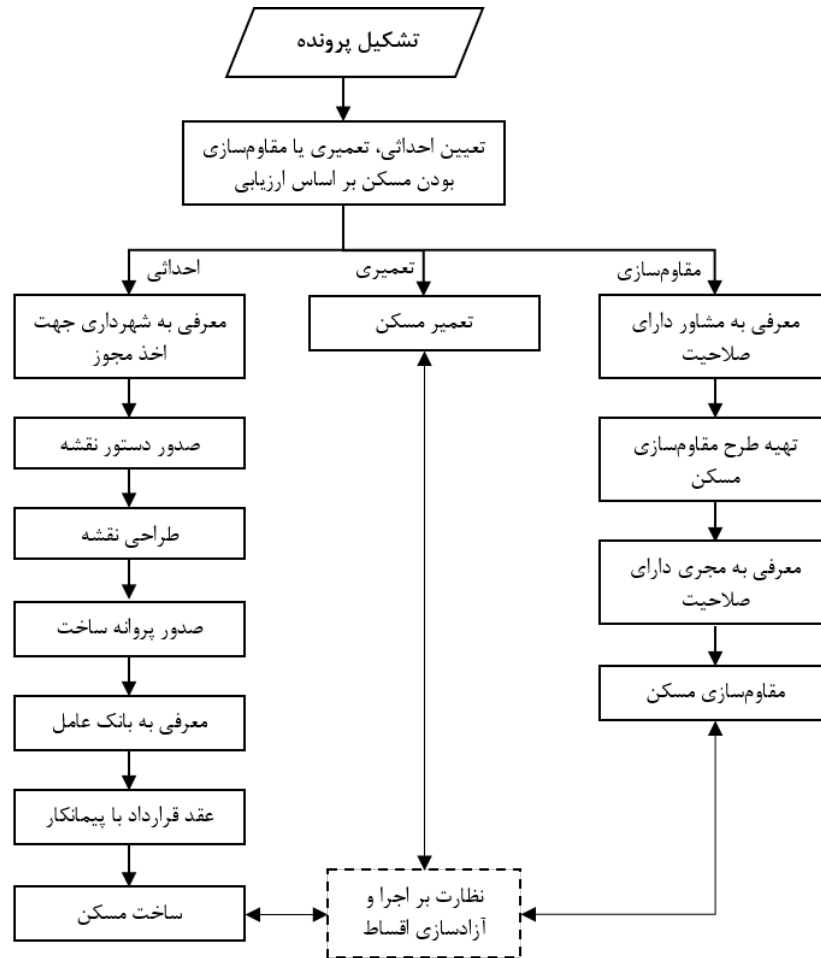 تشکیل پرونده
تعیین احداثی، تعمیری یا مقاوم‌سازی
بودن مسکن بر اساس ارزیابی
مقاوم‌سازی
تعمیری
احداثی
معرفی به مشاور دارای
صلاحیت
تهیه طرح مقاوم‌سازی
مسکن
معرفی به مجری دارای
صلاحیت
مقاوم‌سازی مسکن
تعمیر مسکن
معرفی به شهرداری جهت
اخذ مجوز
صدور دستور نقشه
طراحی نقشه
صدور پروانه ساخت
معرفی به بانک عامل
عقد قرارداد با پیمانکار
ساخت مسکن
نظارت بر اجرا و
آزادسازی اقساط